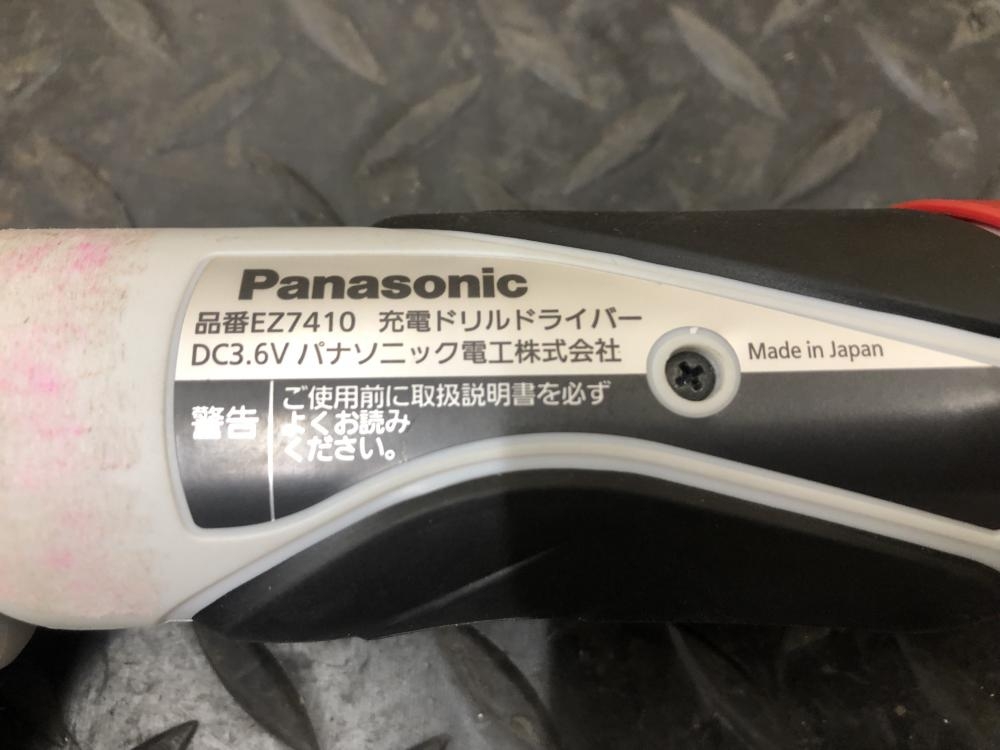 Panasonic
品番EZ7410 充電ドリルドライバー
DC3.6V パナソニック電工株式会社
Made in Japan
警告
ご使用前に取扱説明書を必ず
よくお読み
ください。